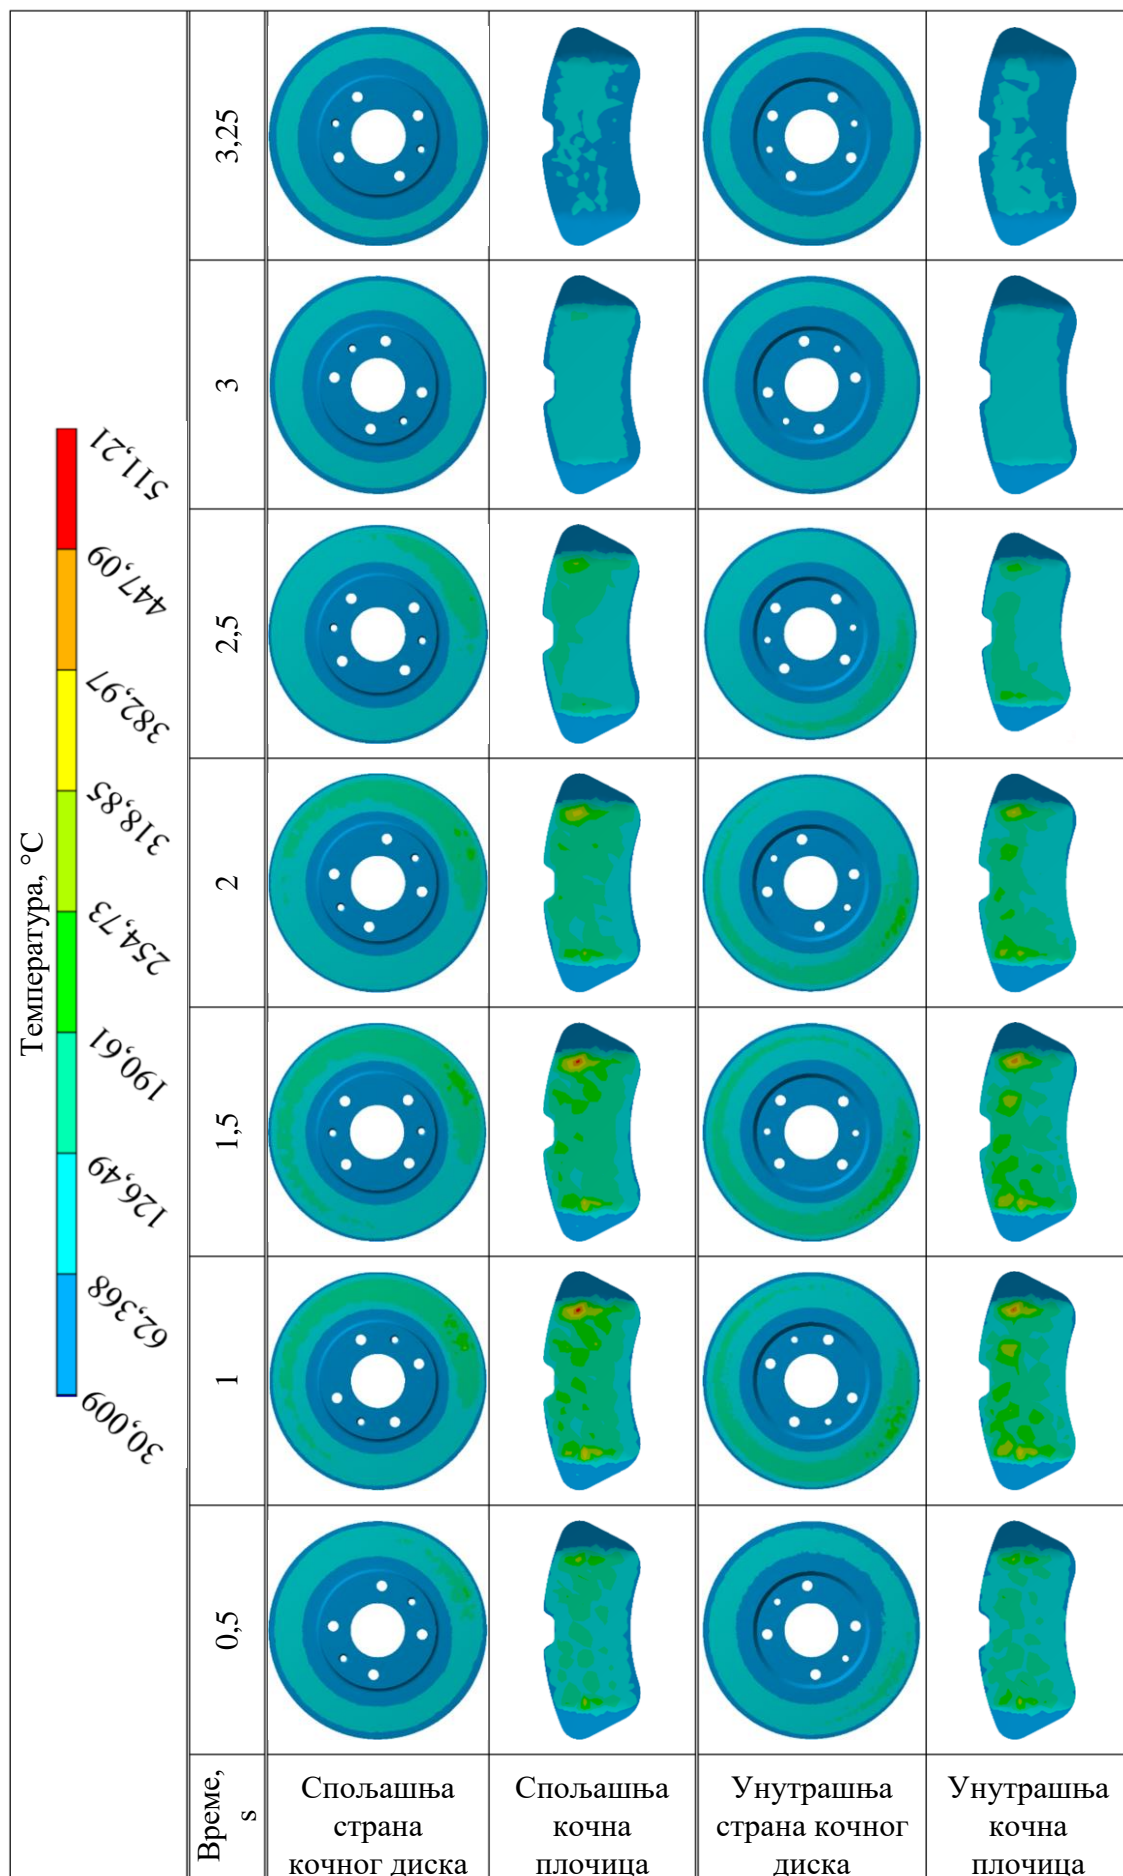 Температура, °C
511,21
447,09
382,97
318,85
254,73
190,61
126,49
62,368
30,009
3,25
3
2,5
2
1,5
1
0,5
Време,
s
Спољашња
страна
кочног диска
Спољашња
кочна
плочица
Унутрашња
страна кочног
диска
Унутрашња
кочна
плочица